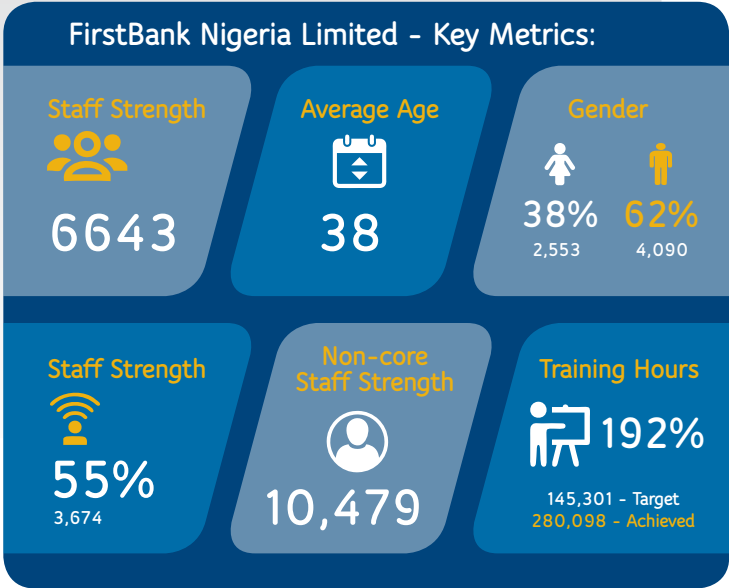 FirstBank Nigeria Limited - Key Metrics:
Staff Strength
6643
Average Age
38
Gender
38% 62%
2,553 4,090
Staff Strength
55%
3,674
Non-core
Staff Strength
10,479
Training Hours
192%
145,301 - Target
280,098 - Achieved